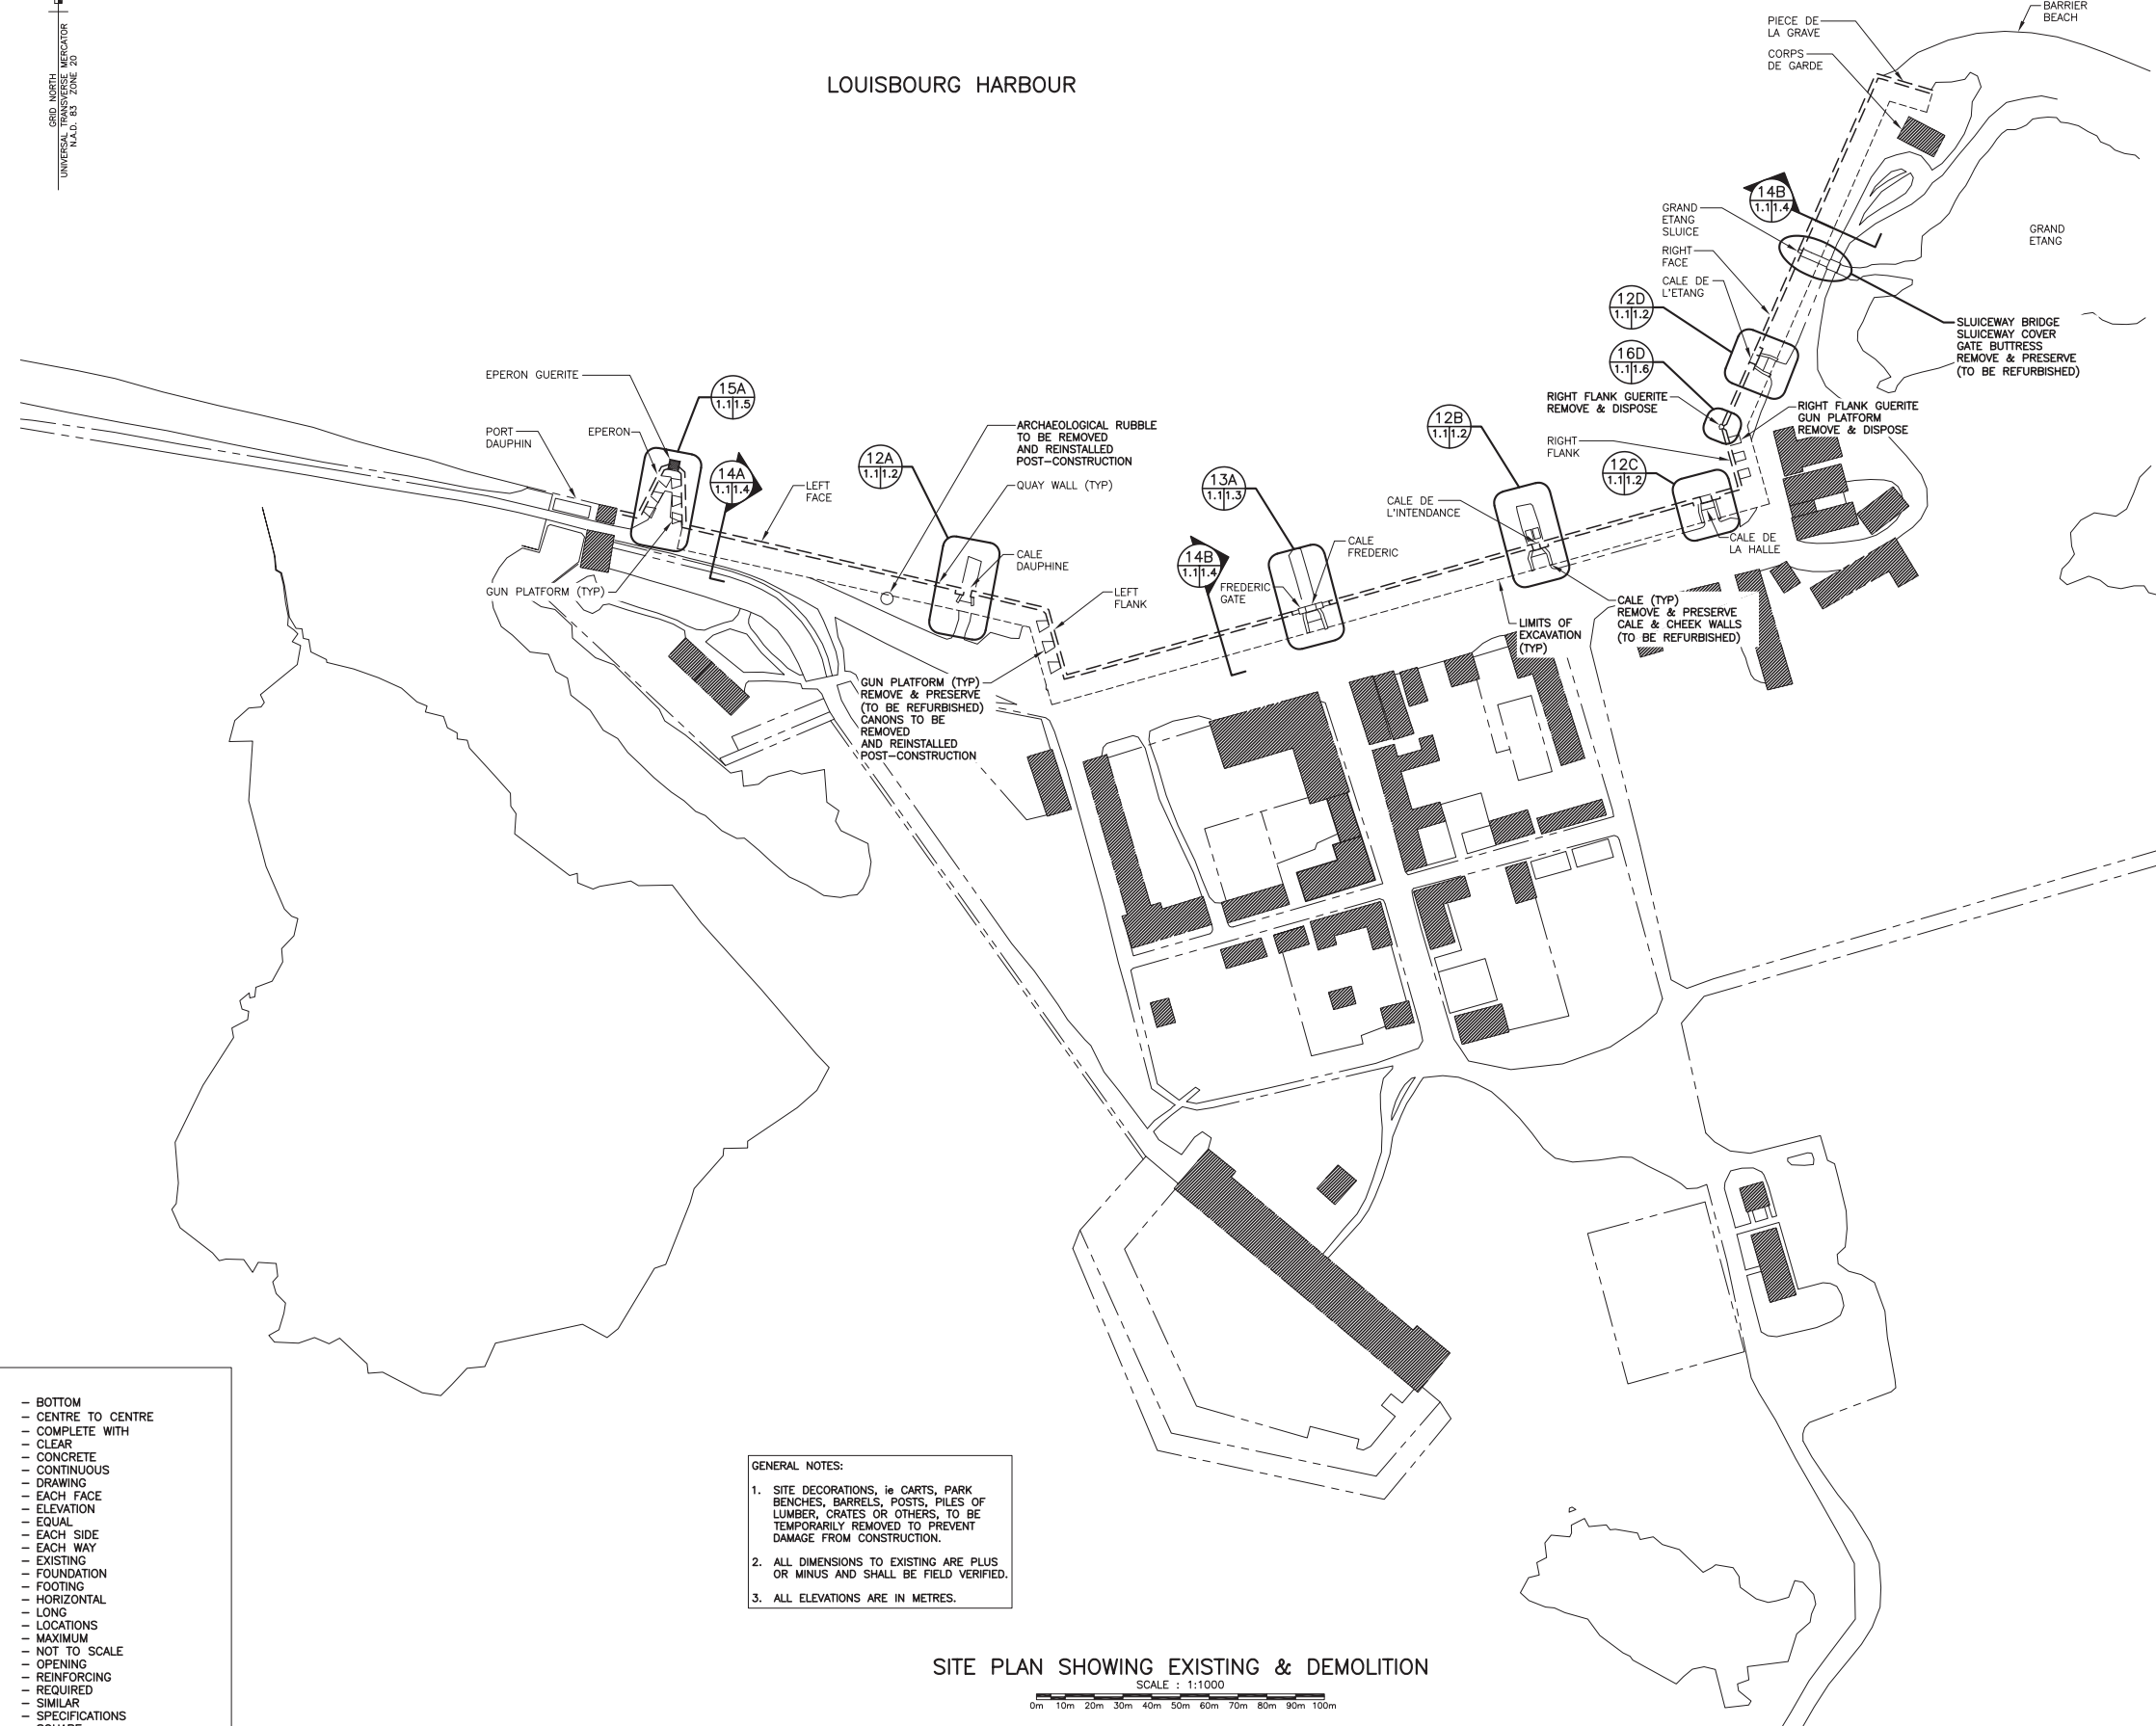 GRID NORTH
UNIVERSAL TRANSVERSE MERCATOR
N.A.D. 83 ZONE 20
LOUISBOURG HARBOUR
BARRIER
BEACH
PIECE DE
LA GRAVE
CORPS
DE GARDE
14B
1.1 1.4
GRAND
ETANG
SLUICE
RIGHT
FACE
CALE DE
L'ETANG
GRAND
ETANG
12D
1.1 1.2
SLUICEWAY BRIDGE
SLUICEWAY COVER
GATE BUTTRESS
REMOVE & PRESERVE
(TO BE REFURBISHED)
16D
1.1 1.6
RIGHT FLANK GUERITE
REMOVE & DISPOSE
RIGHT FLANK GUERITE
GUN PLATFORM
REMOVE & DISPOSE
RIGHT
FLANK
12C
1.1 1.2
CALE DE
LA HALLE
EPERON GUERITE
15A
1.1 1.5
PORT
DAUPHIN
EPERON
14A
1.1 1.4
LEFT
FACE
12A
1.1 1.2
ARCHAEOLOGICAL RUBBLE
TO BE REMOVED
AND REINSTALLED
POST-CONSTRUCTION
QUAY WALL (TYP)
CALE
DAUPHINE
LEFT
FLANK
GUN PLATFORM (TYP)
12B
1.1 1.2
13A
1.1 1.3
CALE DE
L'INTENDANCE
CALE
FREDERIC
14B
1.1 1.4
FREDERIC
GATE
LIMITS OF
EXCAVATION
(TYP)
CALE (TYP)
REMOVE & PRESERVE
CALE & CHEEK WALLS
(TO BE REFURBISHED)
GUN PLATFORM (TYP)
REMOVE & PRESERVE
(TO BE REFURBISHED)
CANONS TO BE
REMOVED
AND REINSTALLED
POST-CONSTRUCTION
- BOTTOM
- CENTRE TO CENTRE
- COMPLETE WITH
- CLEAR
- CONCRETE
- CONTINUOUS
- DRAWING
- EACH FACE
- ELEVATION
- EQUAL
- EACH SIDE
- EACH WAY
- EXISTING
- FOUNDATION
- FOOTING
- HORIZONTAL
- LONG
- LOCATIONS
- MAXIMUM
- NOT TO SCALE
- OPENING
- REINFORCING
- REQUIRED
- SIMILAR
- SPECIFICATIONS
GENERAL NOTES:
1. SITE DECORATIONS, ie CARTS, PARK
BENCHES, BARRELS, POSTS, PILES OF
LUMBER, CRATES OR OTHERS, TO BE
TEMPORARILY REMOVED TO PREVENT
DAMAGE FROM CONSTRUCTION.
2. ALL DIMENSIONS TO EXISTING ARE PLUS
OR MINUS AND SHALL BE FIELD VERIFIED.
3. ALL ELEVATIONS ARE IN METRES.
SITE PLAN SHOWING EXISTING & DEMOLITION
SCALE : 1:1000
0m 10m 20m 30m 40m 50m 60m 70m 80m 90m 100m